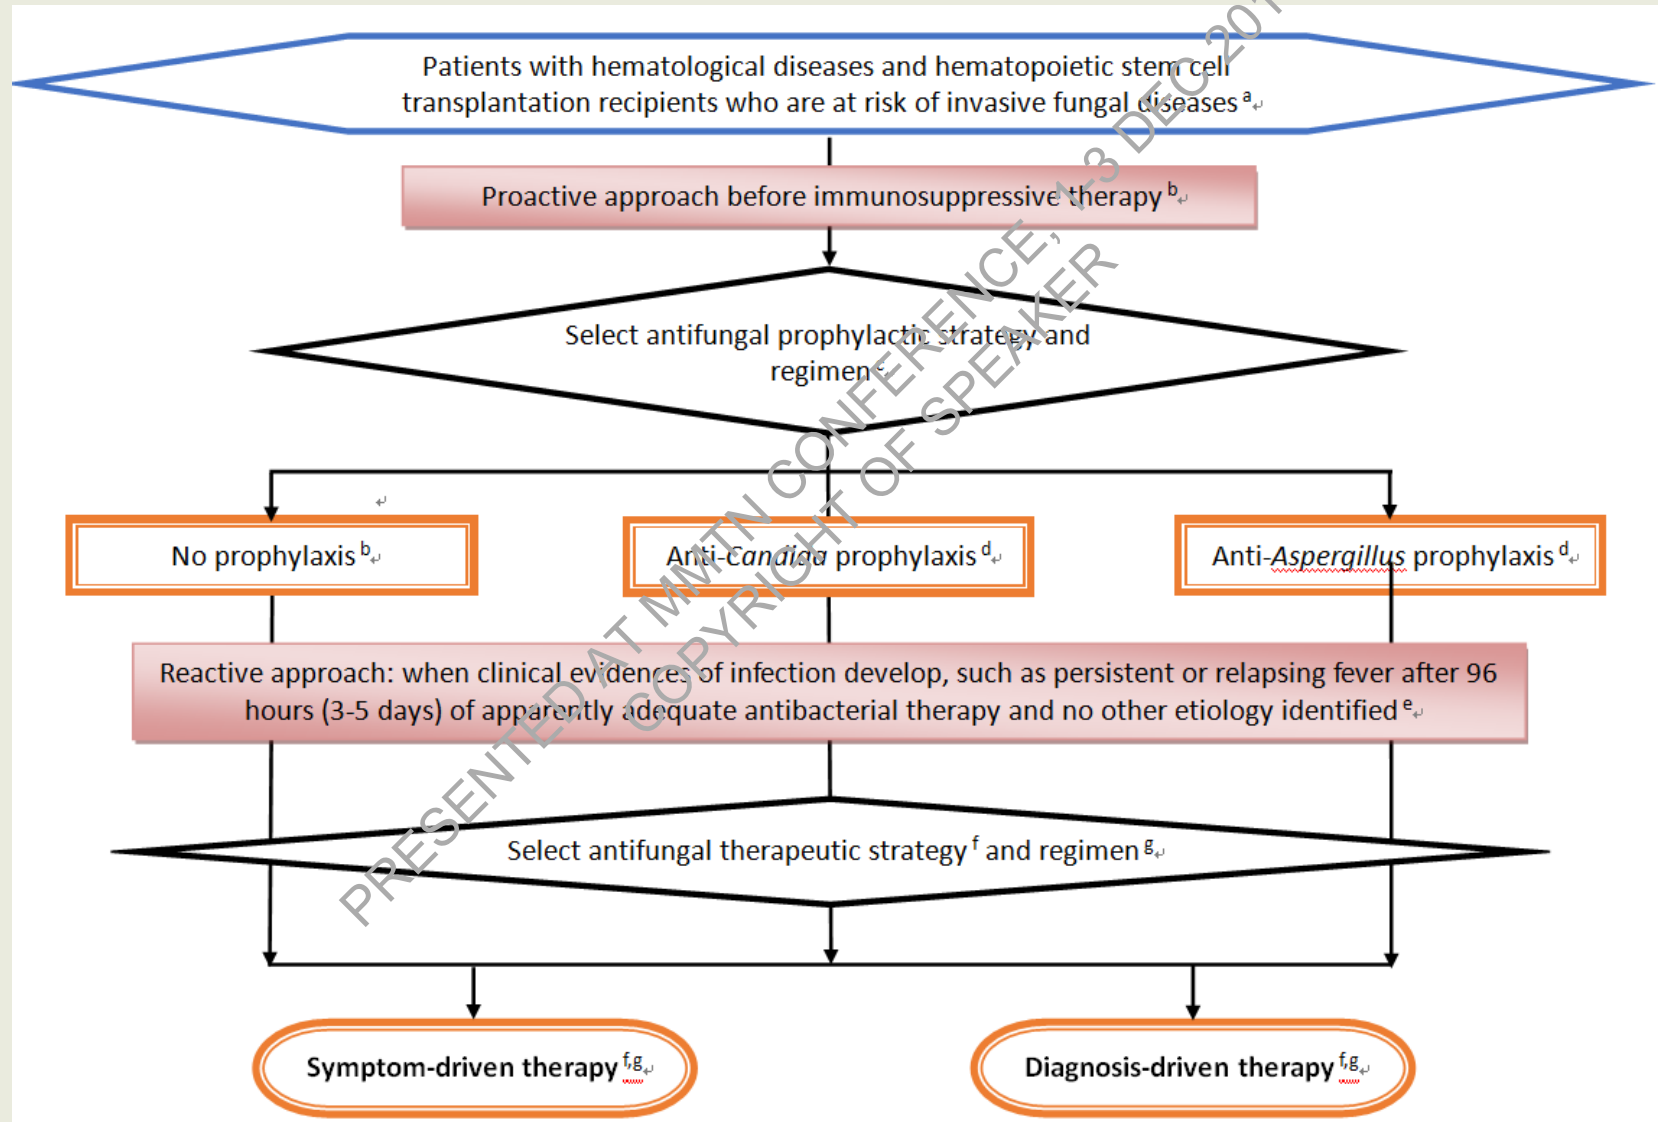 Patients with hematological diseases and hematopoietic stem cell
transplantation recipients who are at risk of invasive fungal diseases a
Proactive approach before immunosuppressive therapy b
Select antifungal prophylactic strategy and
regimen c
No prophylaxis b
Anti-Candida prophylaxis d
Anti-Aspergillus prophylaxis d
Reactive approach: when clinical evidences of infection develop, such as persistent or relapsing fever after 96
hours (3-5 days) of apparently adequate antibacterial therapy and no other etiology identified e
Select antifungal therapeutic strategy f and regimen g
Symptom-driven therapy f,g
Diagnosis-driven therapy f,g
PRESENTED AT MMTN CONFERENCE, 1-3 DEC
COPYRIGHT OF SPEAKER